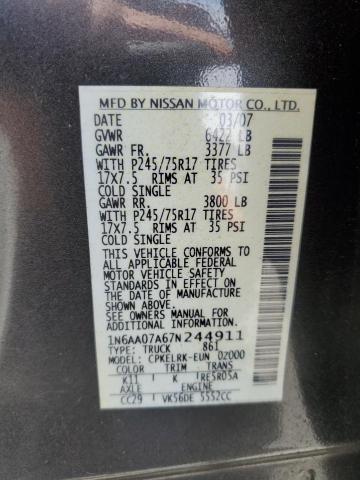 MFD BY NISSAN MOTOR CO., LTD.
DATE 03/07
GVWR 6422 LB
GAWR FR. 3377 LB
WITH P245/75R17 TIRES
17X7.5 RIMS AT 35 PSI
COLD SINGLE
GAWR RR. 3800 LB
WITH P245/75R17 TIRES
17X7.5 RIMS AT 35 PSI
COLD SINGLE
THIS VEHICLE CONFORMS TO
ALL APPLICABLE FEDERAL
MOTOR VEHICLE SAFETY
STANDARDS IN EFFECT ON
THE DATE OF MANUFACTURE
SHOWN ABOVE.
SEE OWNERS MANUAL FOR
ADDITIONAL INFORMATION
1N6AA07A67N244911
TYPE: TRUCK 861
MODEL: CPKELRK-EUN 02000
COLOR TRIM TRANS
K11 K RE5R05A
AXLE ENGINE
CC29 VK56DE 5552CC